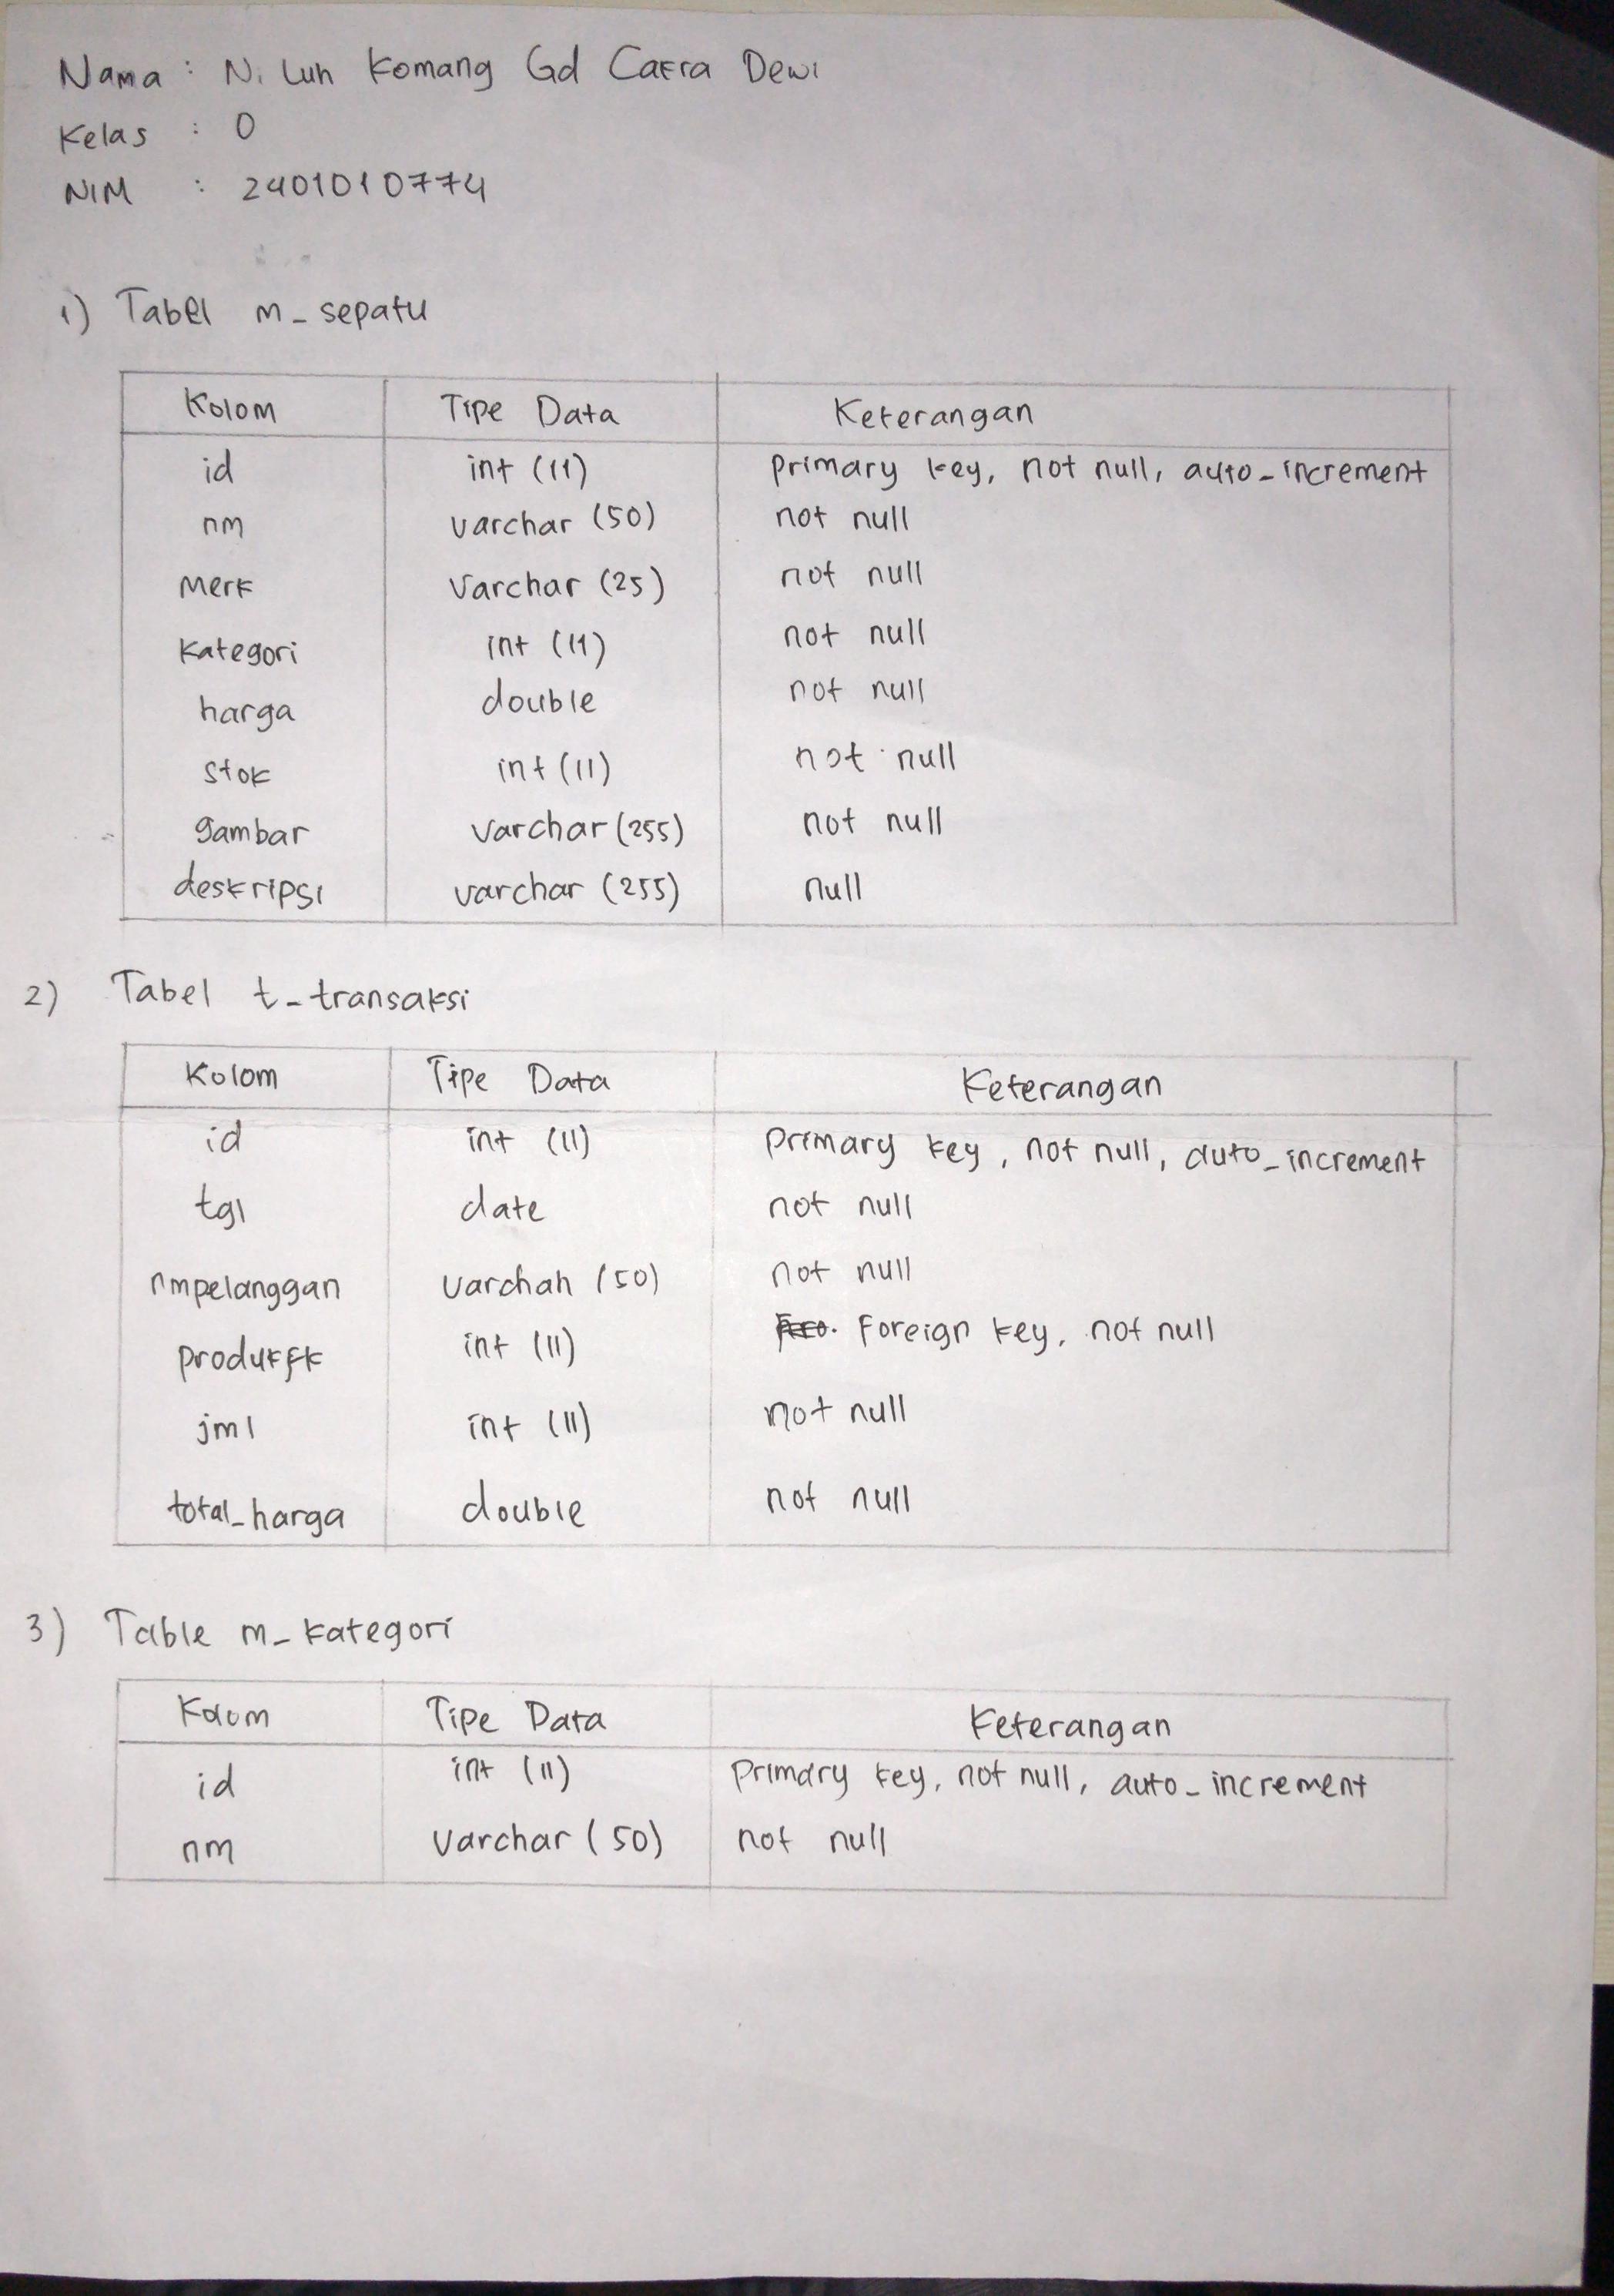 Nama : Ni Luh Komang Gd Cakra Dewi
Kelas : O
NIM : 2401010774
1) Tabel m_sepatu
Kolom Tipe Data Keterangan
id int (11) primary key, not null, auto_increment
nm varchar (50) not null
merk varchar (25) not null
kategori int (11) not null
harga double not null
stok int (11) not null
gambar varchar (255) not null
deskripsi varchar (255) null
2) Tabel t_transaksi
Kolom Tipe Data Keterangan
id int (11) primary key, not null, auto_increment
tgl date not null
nmpelanggan varchah (50) not null
produkfk int (11) Foreign key, not null
jml int (11) not null
total_harga double not null
3) Table m_kategori
Kolom Tipe Data Keterangan
id int (11) primary key, not null, auto_increment
nm varchar (50) not null